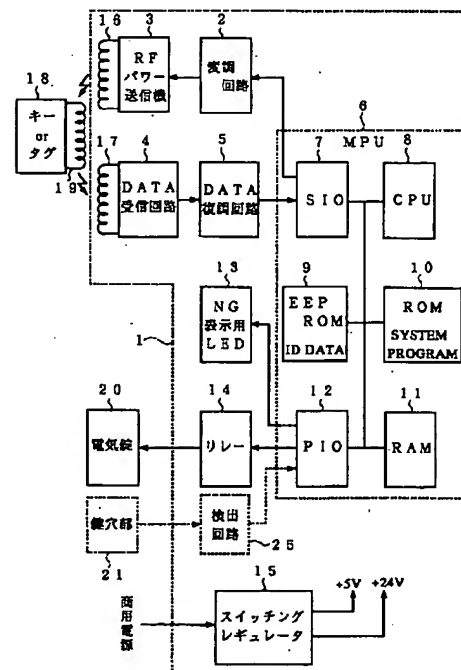 16
3
2
18
キー
or
タグ
19
RF
パワー
送信機
変調
回路
6
MPU
17
4
5
7
8
DATA
受信回路
DATA
復調回路
SIO
CPU
13
9
10
NG
表示用
LED
EEP
ROM
ID DATA
ROM
SYSTEM
PROGRAM
1
20
14
12
11
電気錠
リレー
PIO
RAM
鍵穴部
21
検出
回路
25
15
+5V
+24V
商用電源
スイッチング
レギュレータ